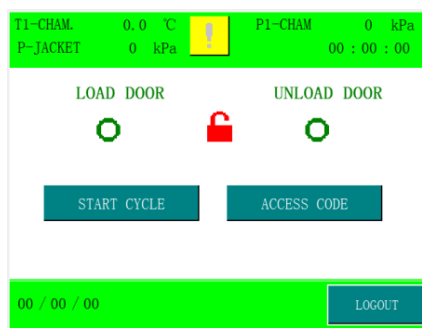 T1-CHAM. 0.0 ℃ P1-CHAM 0 kPa
P-JACKET 0 kPa 00 : 00 : 00
LOAD DOOR UNLOAD DOOR
START CYCLE ACCESS CODE
00 / 00 / 00 LOGOUT